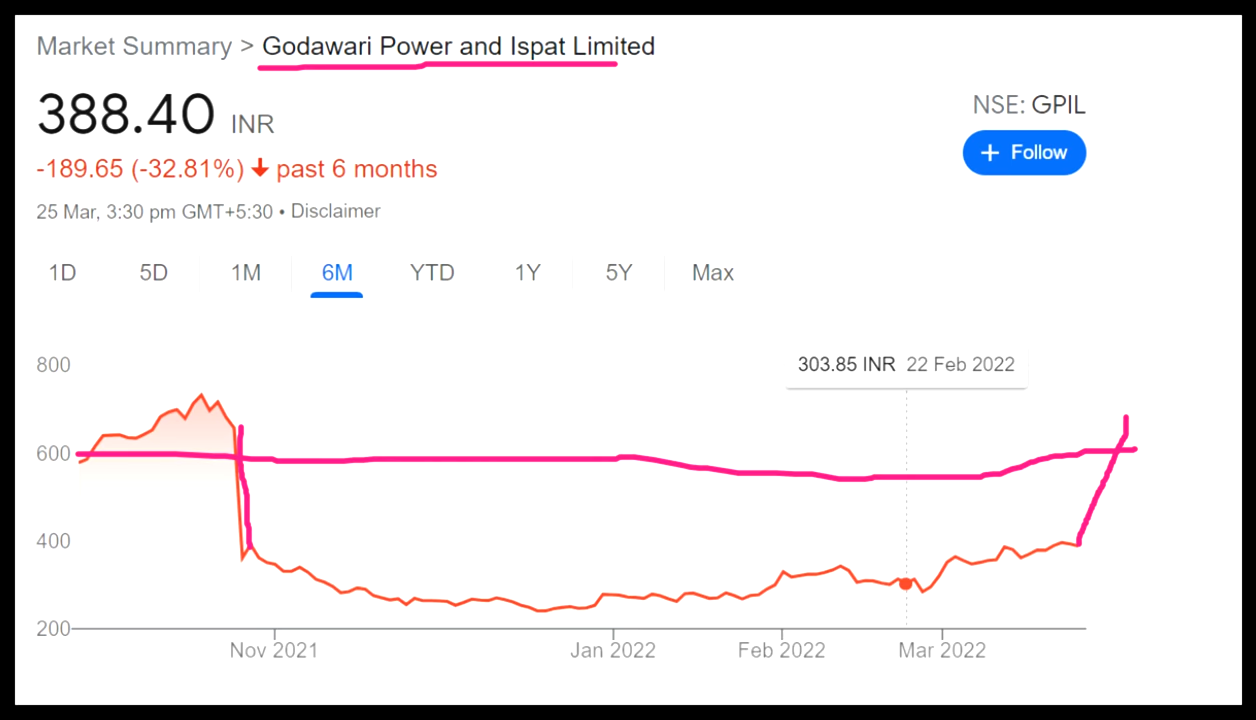 Market Summary > Godawari Power and Ispat Limited
388.40 INR
NSE: GPIL
-189.65 (-32.81%) ↓ past 6 months
+ Follow
25 Mar, 3:30 pm GMT+5:30 • Disclaimer
1D 5D 1M 6M YTD 1Y 5Y Max
303.85 INR 22 Feb 2022
800
600
400
200
Nov 2021 Jan 2022 Feb 2022 Mar 2022